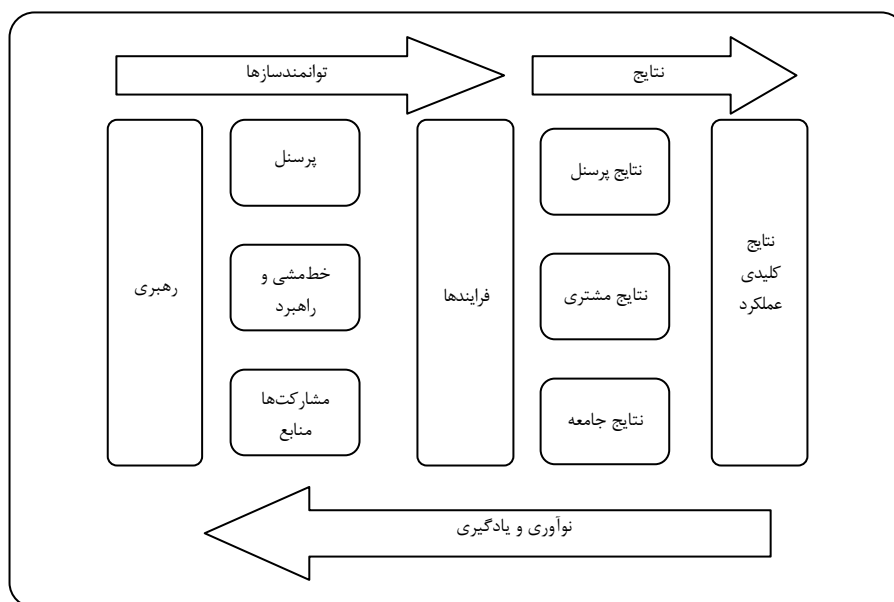 توانمندسازها
نتایج
رهبری
پرسنل
خط‌مشی و
راهبرد
مشارکت‌ها
منابع
فرایندها
نتایج پرسنل
نتایج مشتری
نتایج جامعه
نتایج
کلیدی
عملکرد
نوآوری و یادگیری